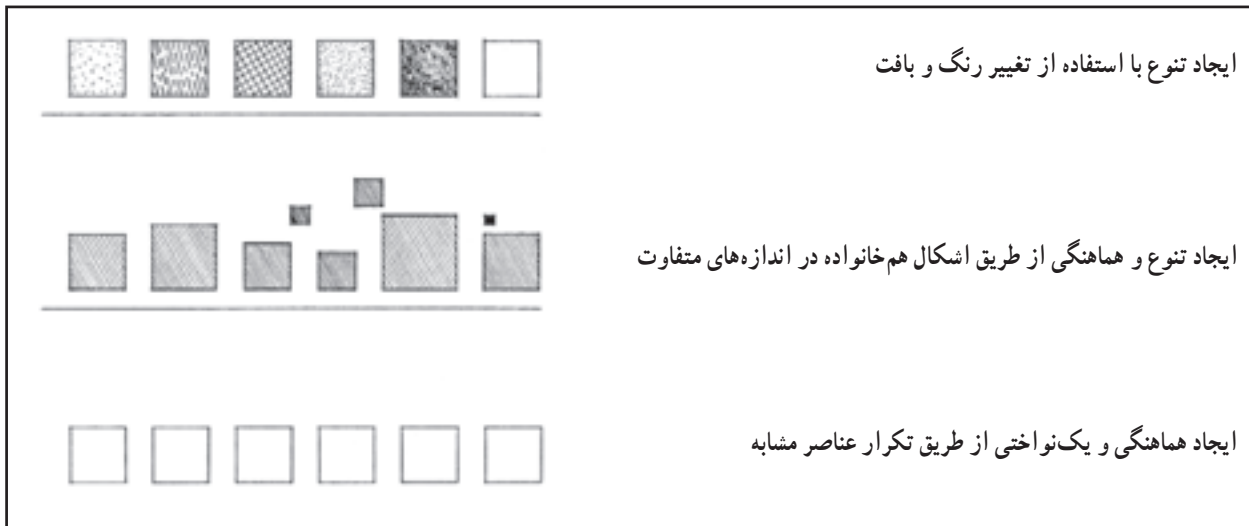 ایجاد تنوع با استفاده از تغییر رنگ و بافت
ایجاد تنوع و هماهنگی از طریق اشکال هم‌خانواده در اندازه‌های متفاوت
ایجاد هماهنگی و یک‌نواختی از طریق تکرار عناصر مشابه